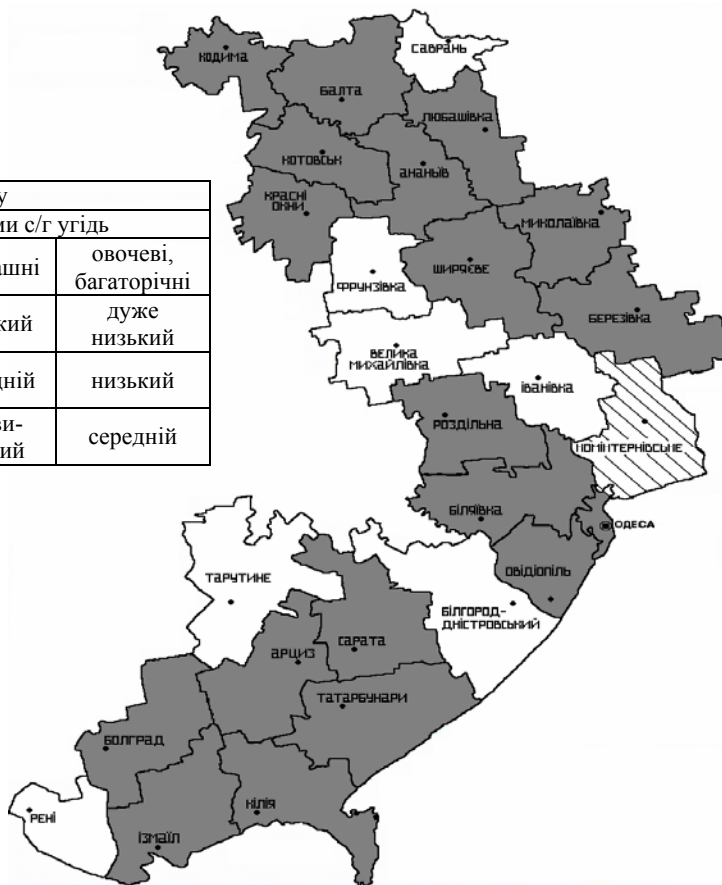 САВРАНЬ
КОДИМА
БАЛТА
ЛЮБАШІВКА
КОТОВСЬК
АНАНЬЇВ
КРАСНІ
ОКНИ
МИКОЛАЇВКА
ШИРЯЄВЕ
ФРУНЗІВКА
БЕРЕЗІВКА
ВЕЛИКА
МИХАЙЛІВКА
ІВАНІВКА
РОЗДІЛЬНА
КОМІНТЕРНІВСЬКЕ
БІЛЯЇВКА
ОДЕСА
ОВІДІОПІЛЬ
ТАРУТИНЕ
БІЛГОРОД-
ДНІСТРОВСЬКИЙ
САРАТА
АРЦИЗ
ТАТАРБУНАРИ
БОЛГРАД
КІЛІЯ
РЕНІ
ІЗМАЇЛ
у
ми с/г угідь
ашні
овочеві,
багаторічні
кий
дуже
низький
дній
низький
ви-
ий
середній